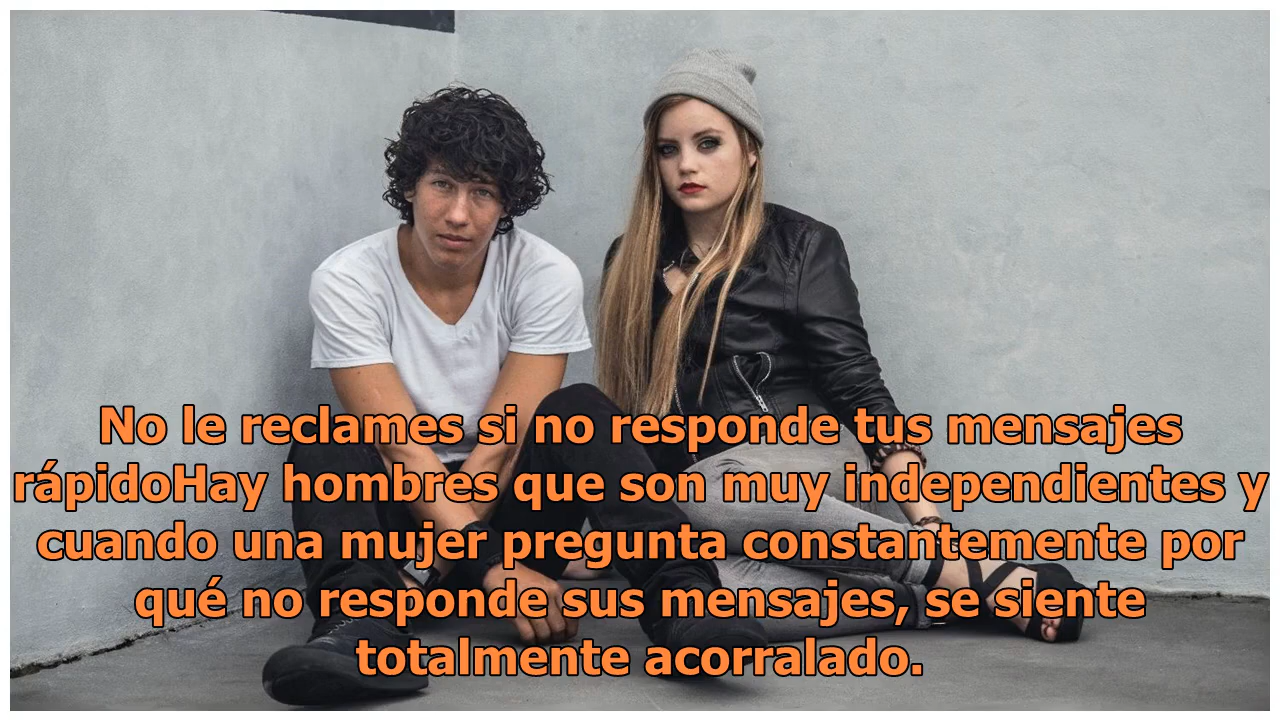 No le reclames si no responde tus mensajes
rápidoHay hombres que son muy independientes y
cuando una mujer pregunta constantemente por
qué no responde sus mensajes, se siente
totalmente acorralado.